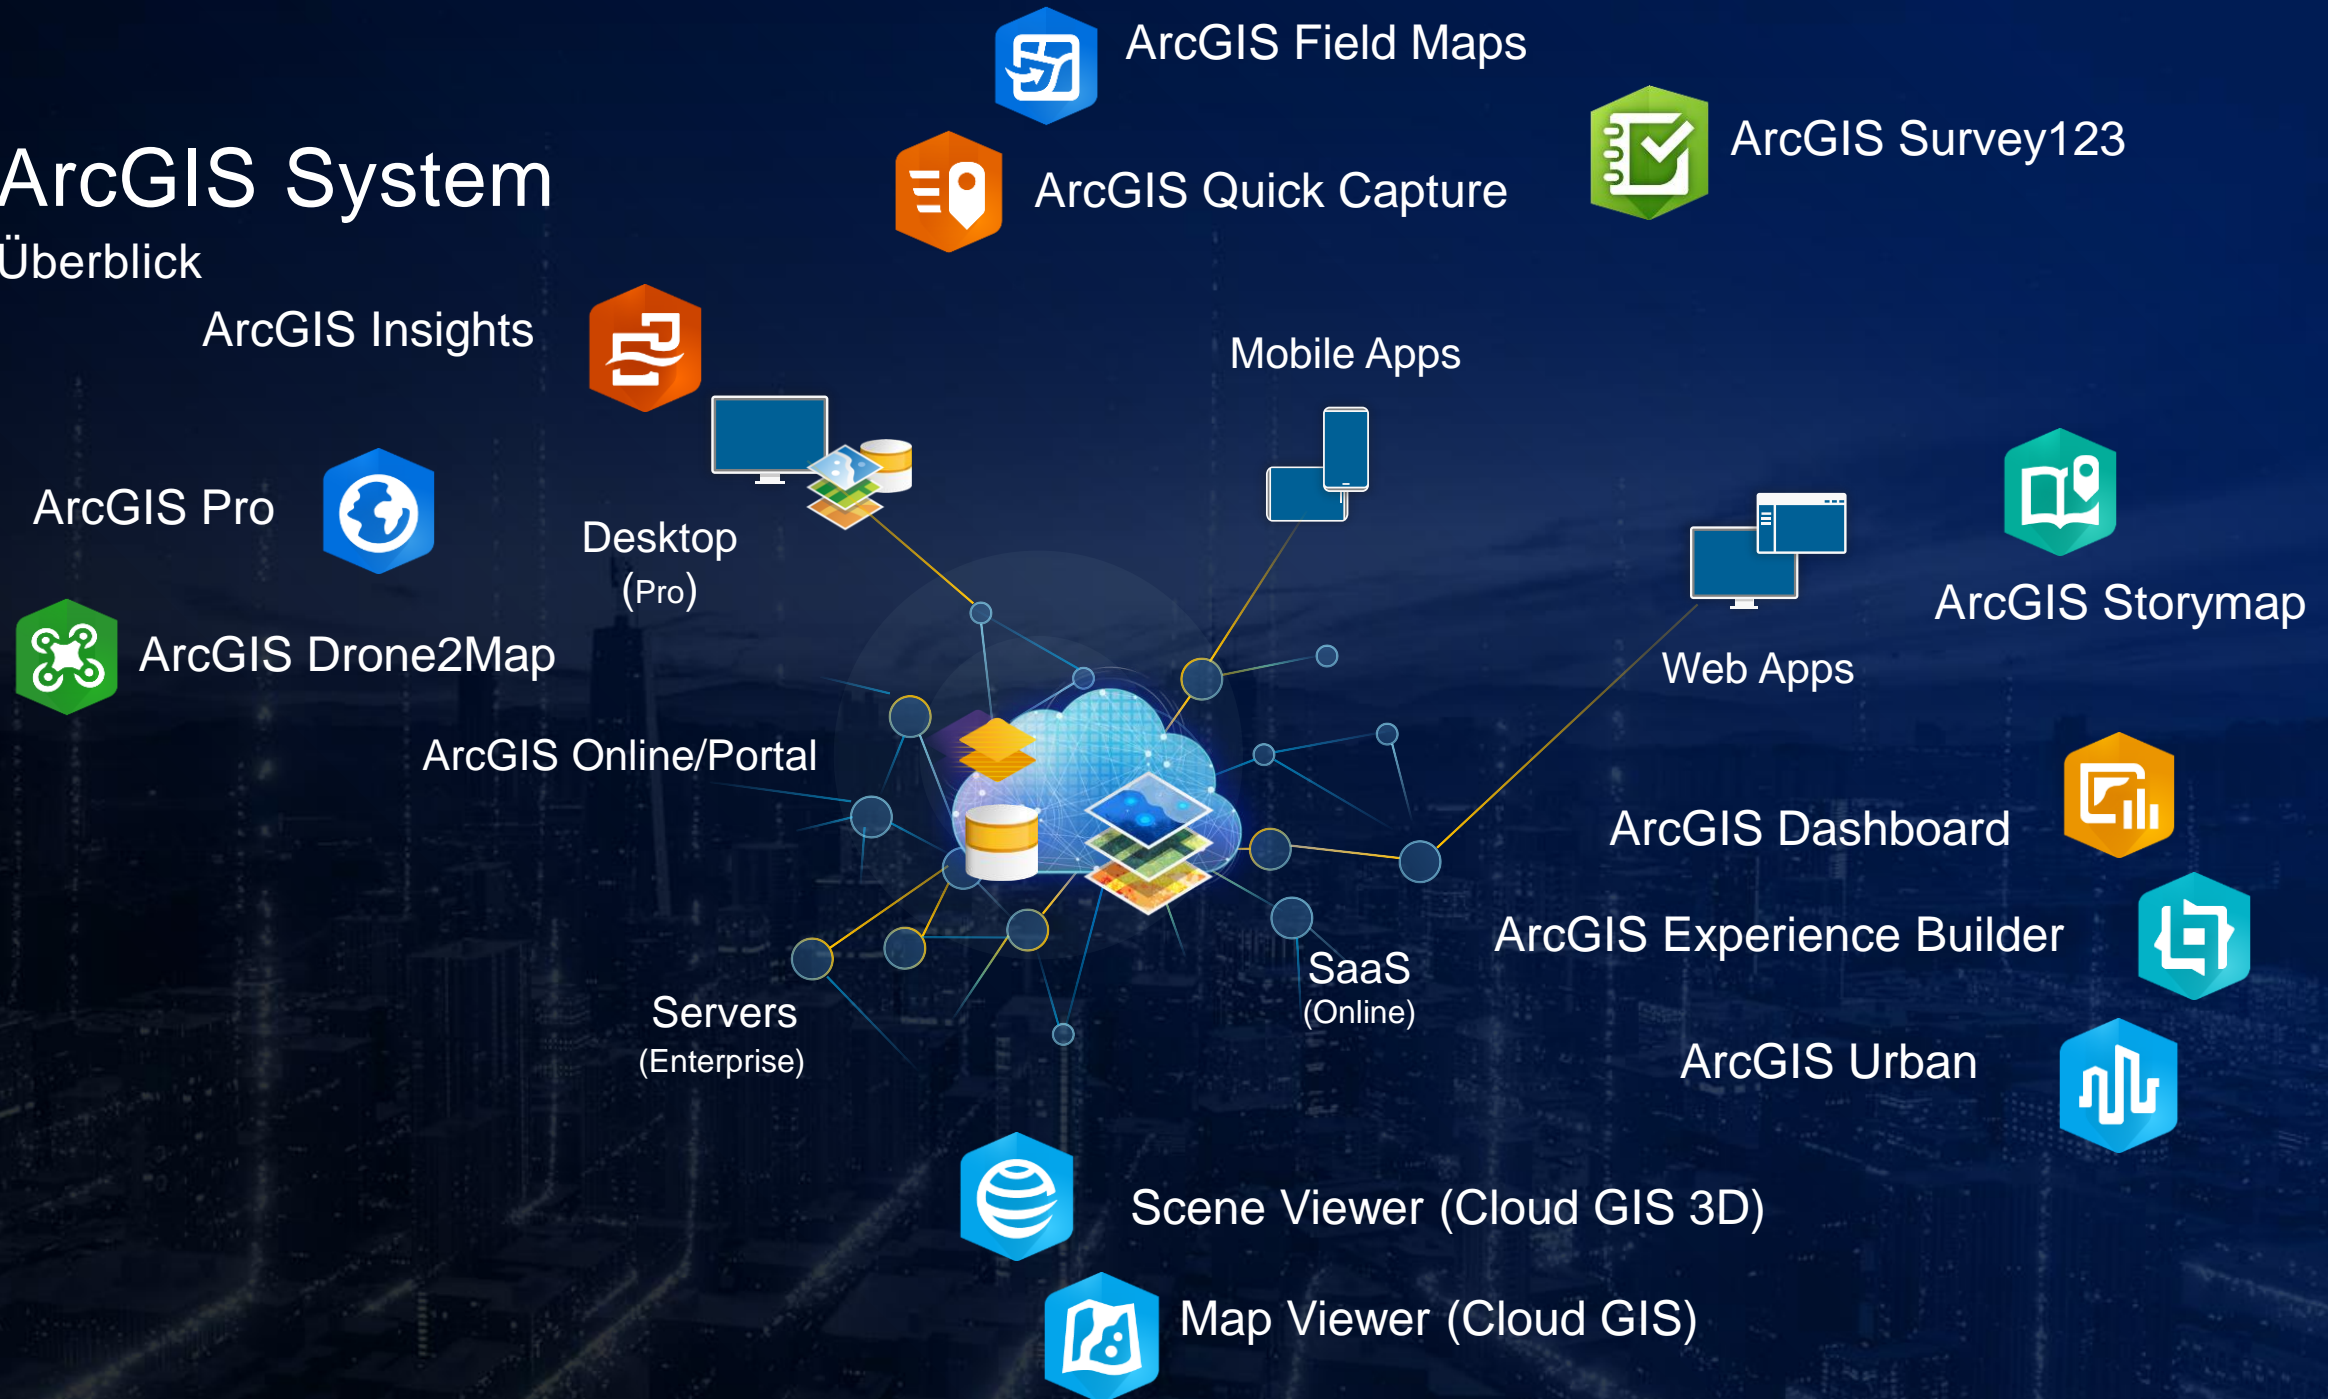 ArcGIS Field Maps
ArcGIS Survey123
ArcGIS System
ArcGIS Quick Capture
Überblick
ArcGIS Insights
Mobile Apps
ArcGIS Pro
Desktop
(Pro)
ArcGIS Storymap
ArcGIS Drone2Map
Web Apps
ArcGIS Online/Portal
ArcGIS Dashboard
ArcGIS Experience Builder
SaaS
(Online)
Servers
(Enterprise)
ArcGIS Urban
Scene Viewer (Cloud GIS 3D)
Map Viewer (Cloud GIS)